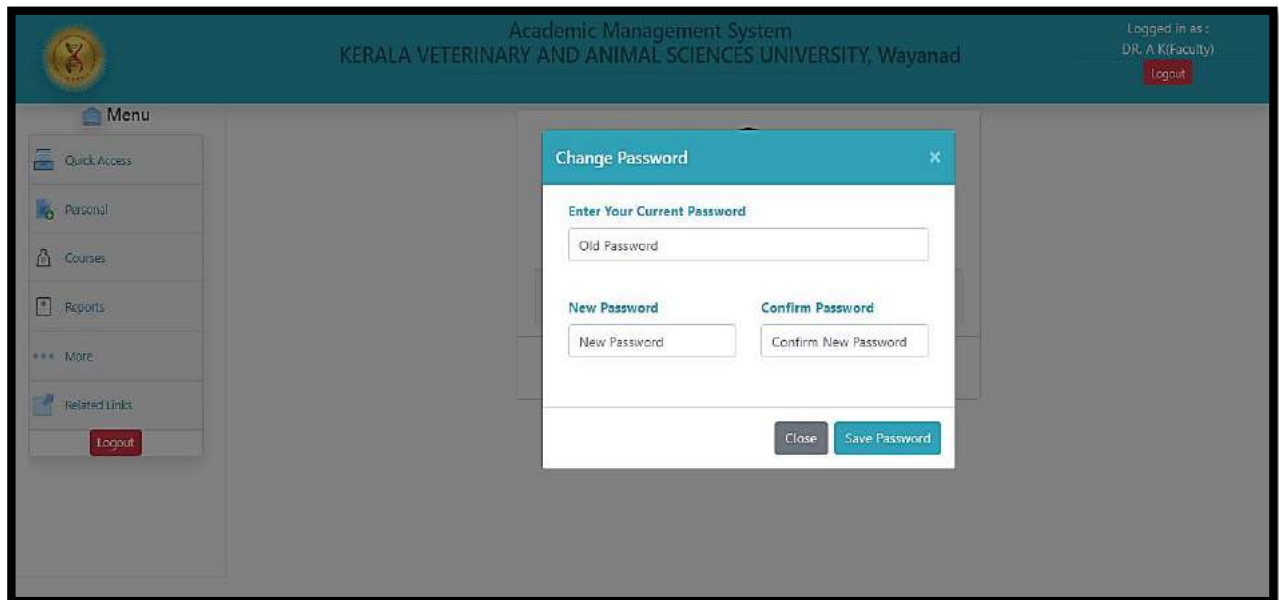 Academic Management System
KERALA VETERINARY AND ANIMAL SCIENCES UNIVERSITY, Wayanad
Logged in as :
DR. A K(Faculty)
Logout
Menu
Quick Access
Personal
Courses
Reports
More
Related Links
Logout
Change Password ×
Enter Your Current Password
Old Password
New Password Confirm Password
New Password Confirm New Password
Close Save Password